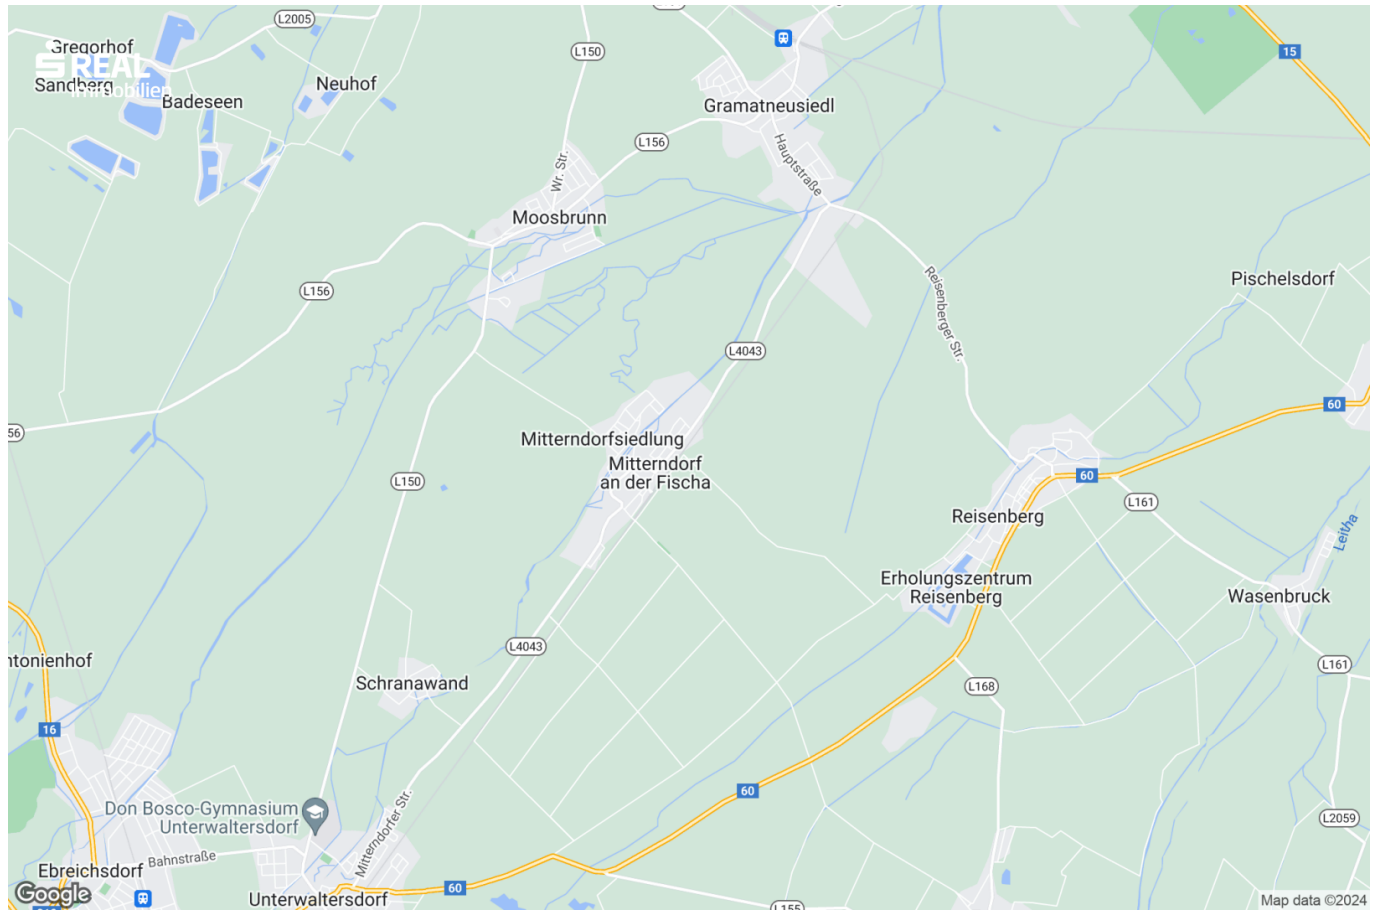 L2005
Gregorhof
S REAL
Immobilien
Sandberg
Badeseen
Neuhof
L150
15
Gramatneusiedl
L156
Hauptstraße
Wr. Str.
Moosbrunn
L156
Reisenberger Str.
Pischelsdorf
L4043
60
56
Mitterndorfsiedlung
Mitterndorf
an der Fischa
L150
60
L161
Reisenberg
Leitha
Erholungszentrum
Reisenberg
Wasenbruck
L4043
ntonienhof
L161
Schranawand
L168
16
60
Don Bosco-Gymnasium
Unterwaltersdorf
Mitterndorfer Str.
L2059
Bahnstraße
Ebreichsdorf
60
Unterwaltersdorf
L155
Google
Map data ©2024